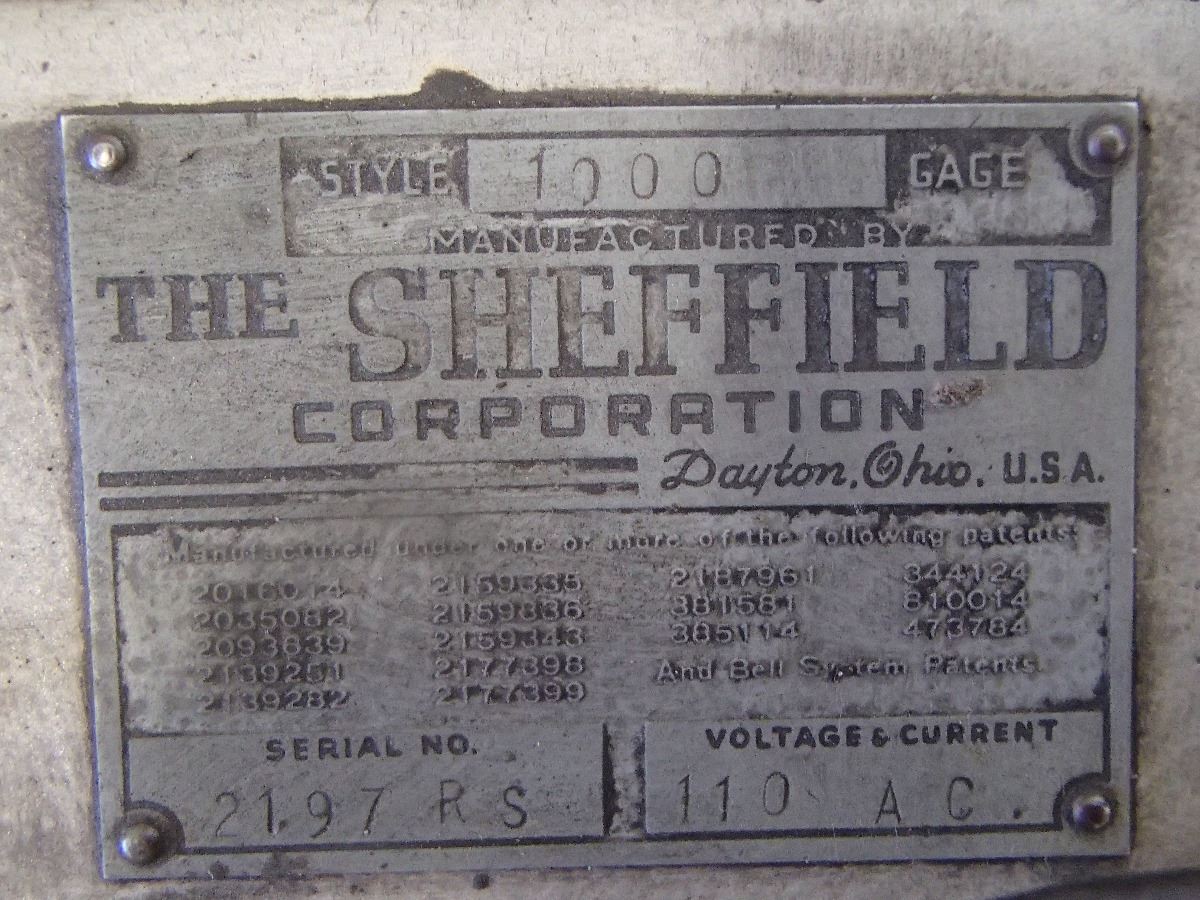 STYLE 1000 GAGE
MANUFACTURED BY
THE SHEFFIELD
CORPORATION
Dayton, Ohio, U.S.A.
Manufactured under one or more of the following patents:
2016014 2159335 2187961 344124
2035082 2159836 381581 810014
2093839 2159343 385114 473784
2139251 2177398 And Bell System Patents.
2139282 2177399
SERIAL NO. VOLTAGE & CURRENT
2197 RS 110 AC.